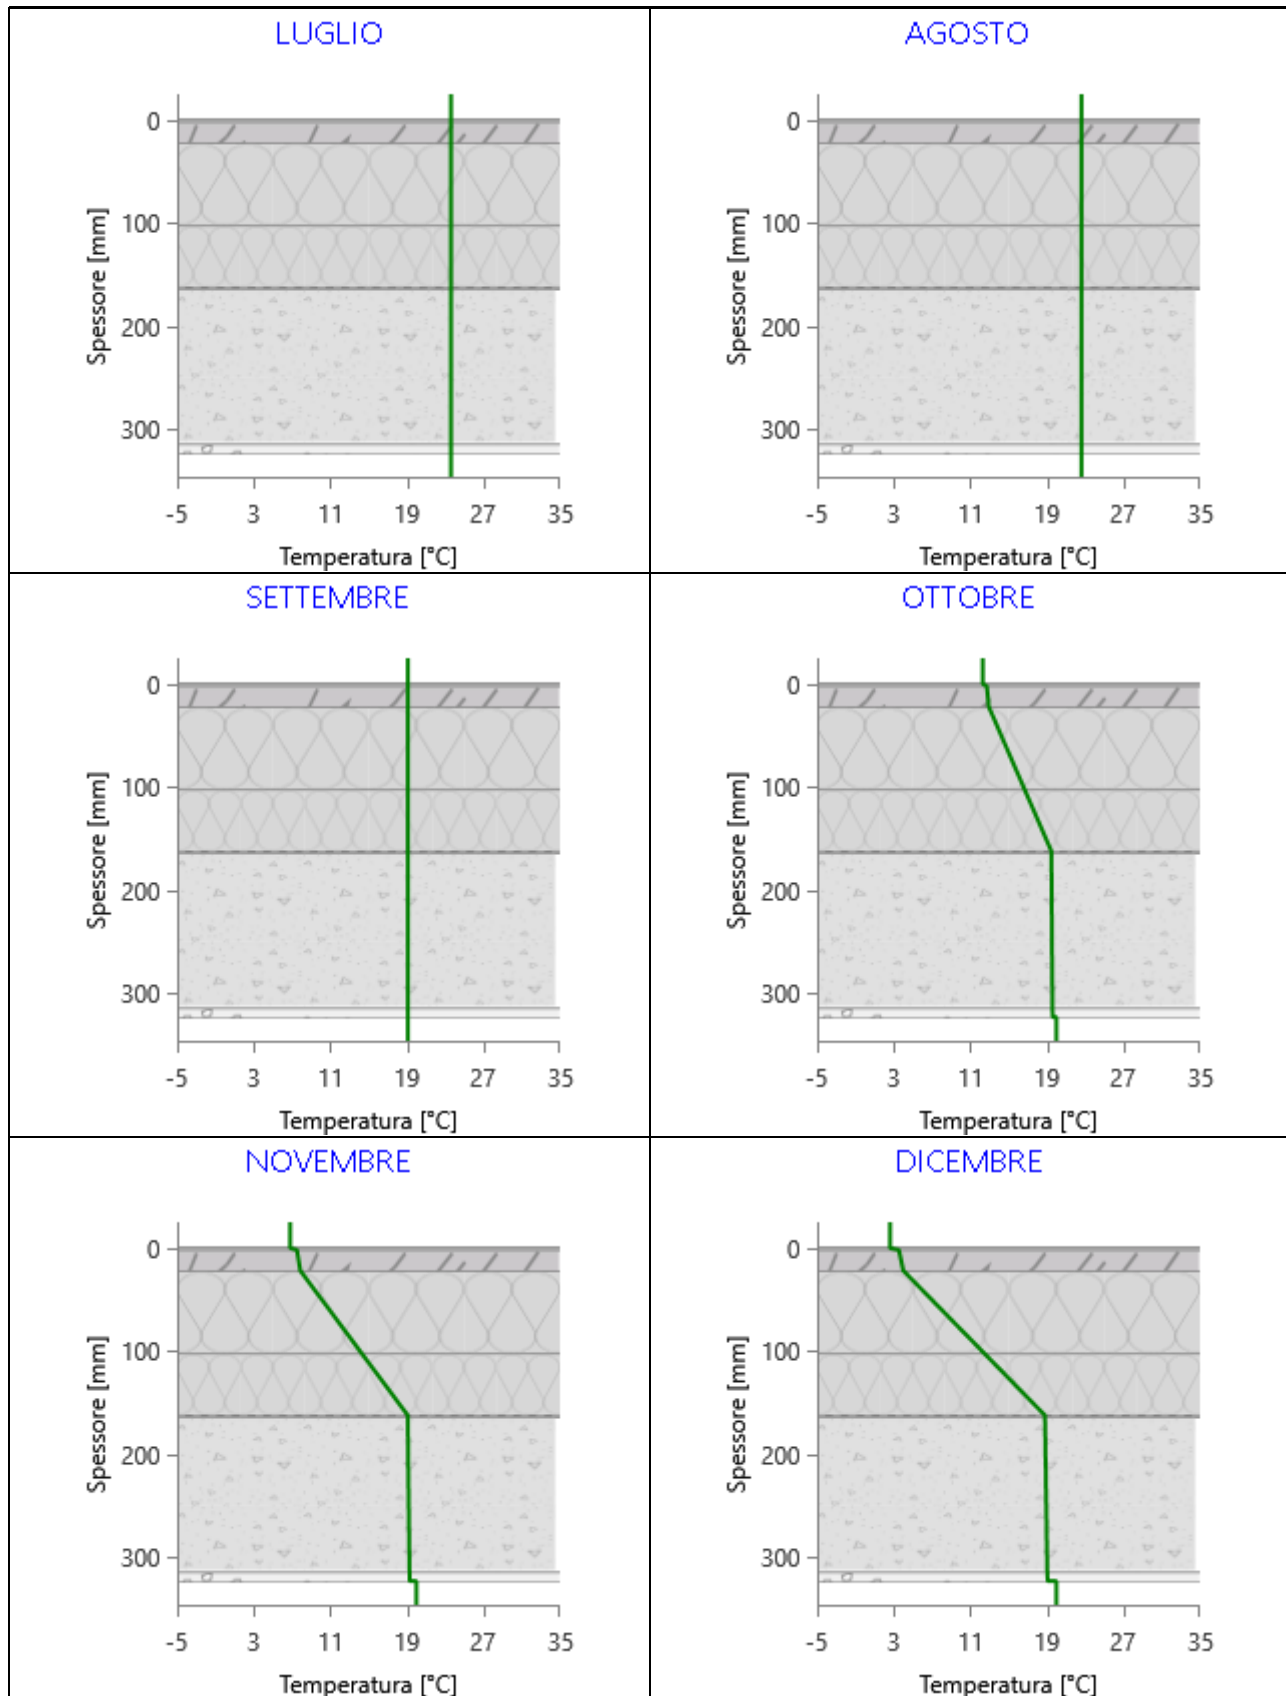 LUGLIO
0
100
200
300
Spessore [mm]
-5 3 11 19 27 35
Temperatura [°C]
AGOSTO
0
100
200
300
Spessore [mm]
-5 3 11 19 27 35
Temperatura [°C]
SETTEMBRE
0
100
200
300
Spessore [mm]
-5 3 11 19 27 35
Temperatura [°C]
OTTOBRE
0
100
200
300
Spessore [mm]
-5 3 11 19 27 35
Temperatura [°C]
NOVEMBRE
0
100
200
300
Spessore [mm]
-5 3 11 19 27 35
Temperatura [°C]
DICEMBRE
0
100
200
300
Spessore [mm]
-5 3 11 19 27 35
Temperatura [°C]